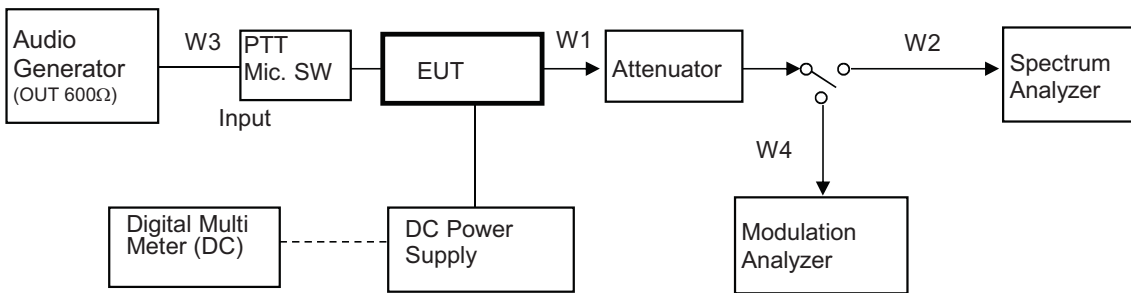 Audio
Generator
(OUT 600Ω)
W3
PTT
Mic. SW
Input
EUT
W1
Attenuator
W2
Spectrum
Analyzer
W4
Digital Multi
Meter (DC)
DC Power
Supply
Modulation
Analyzer